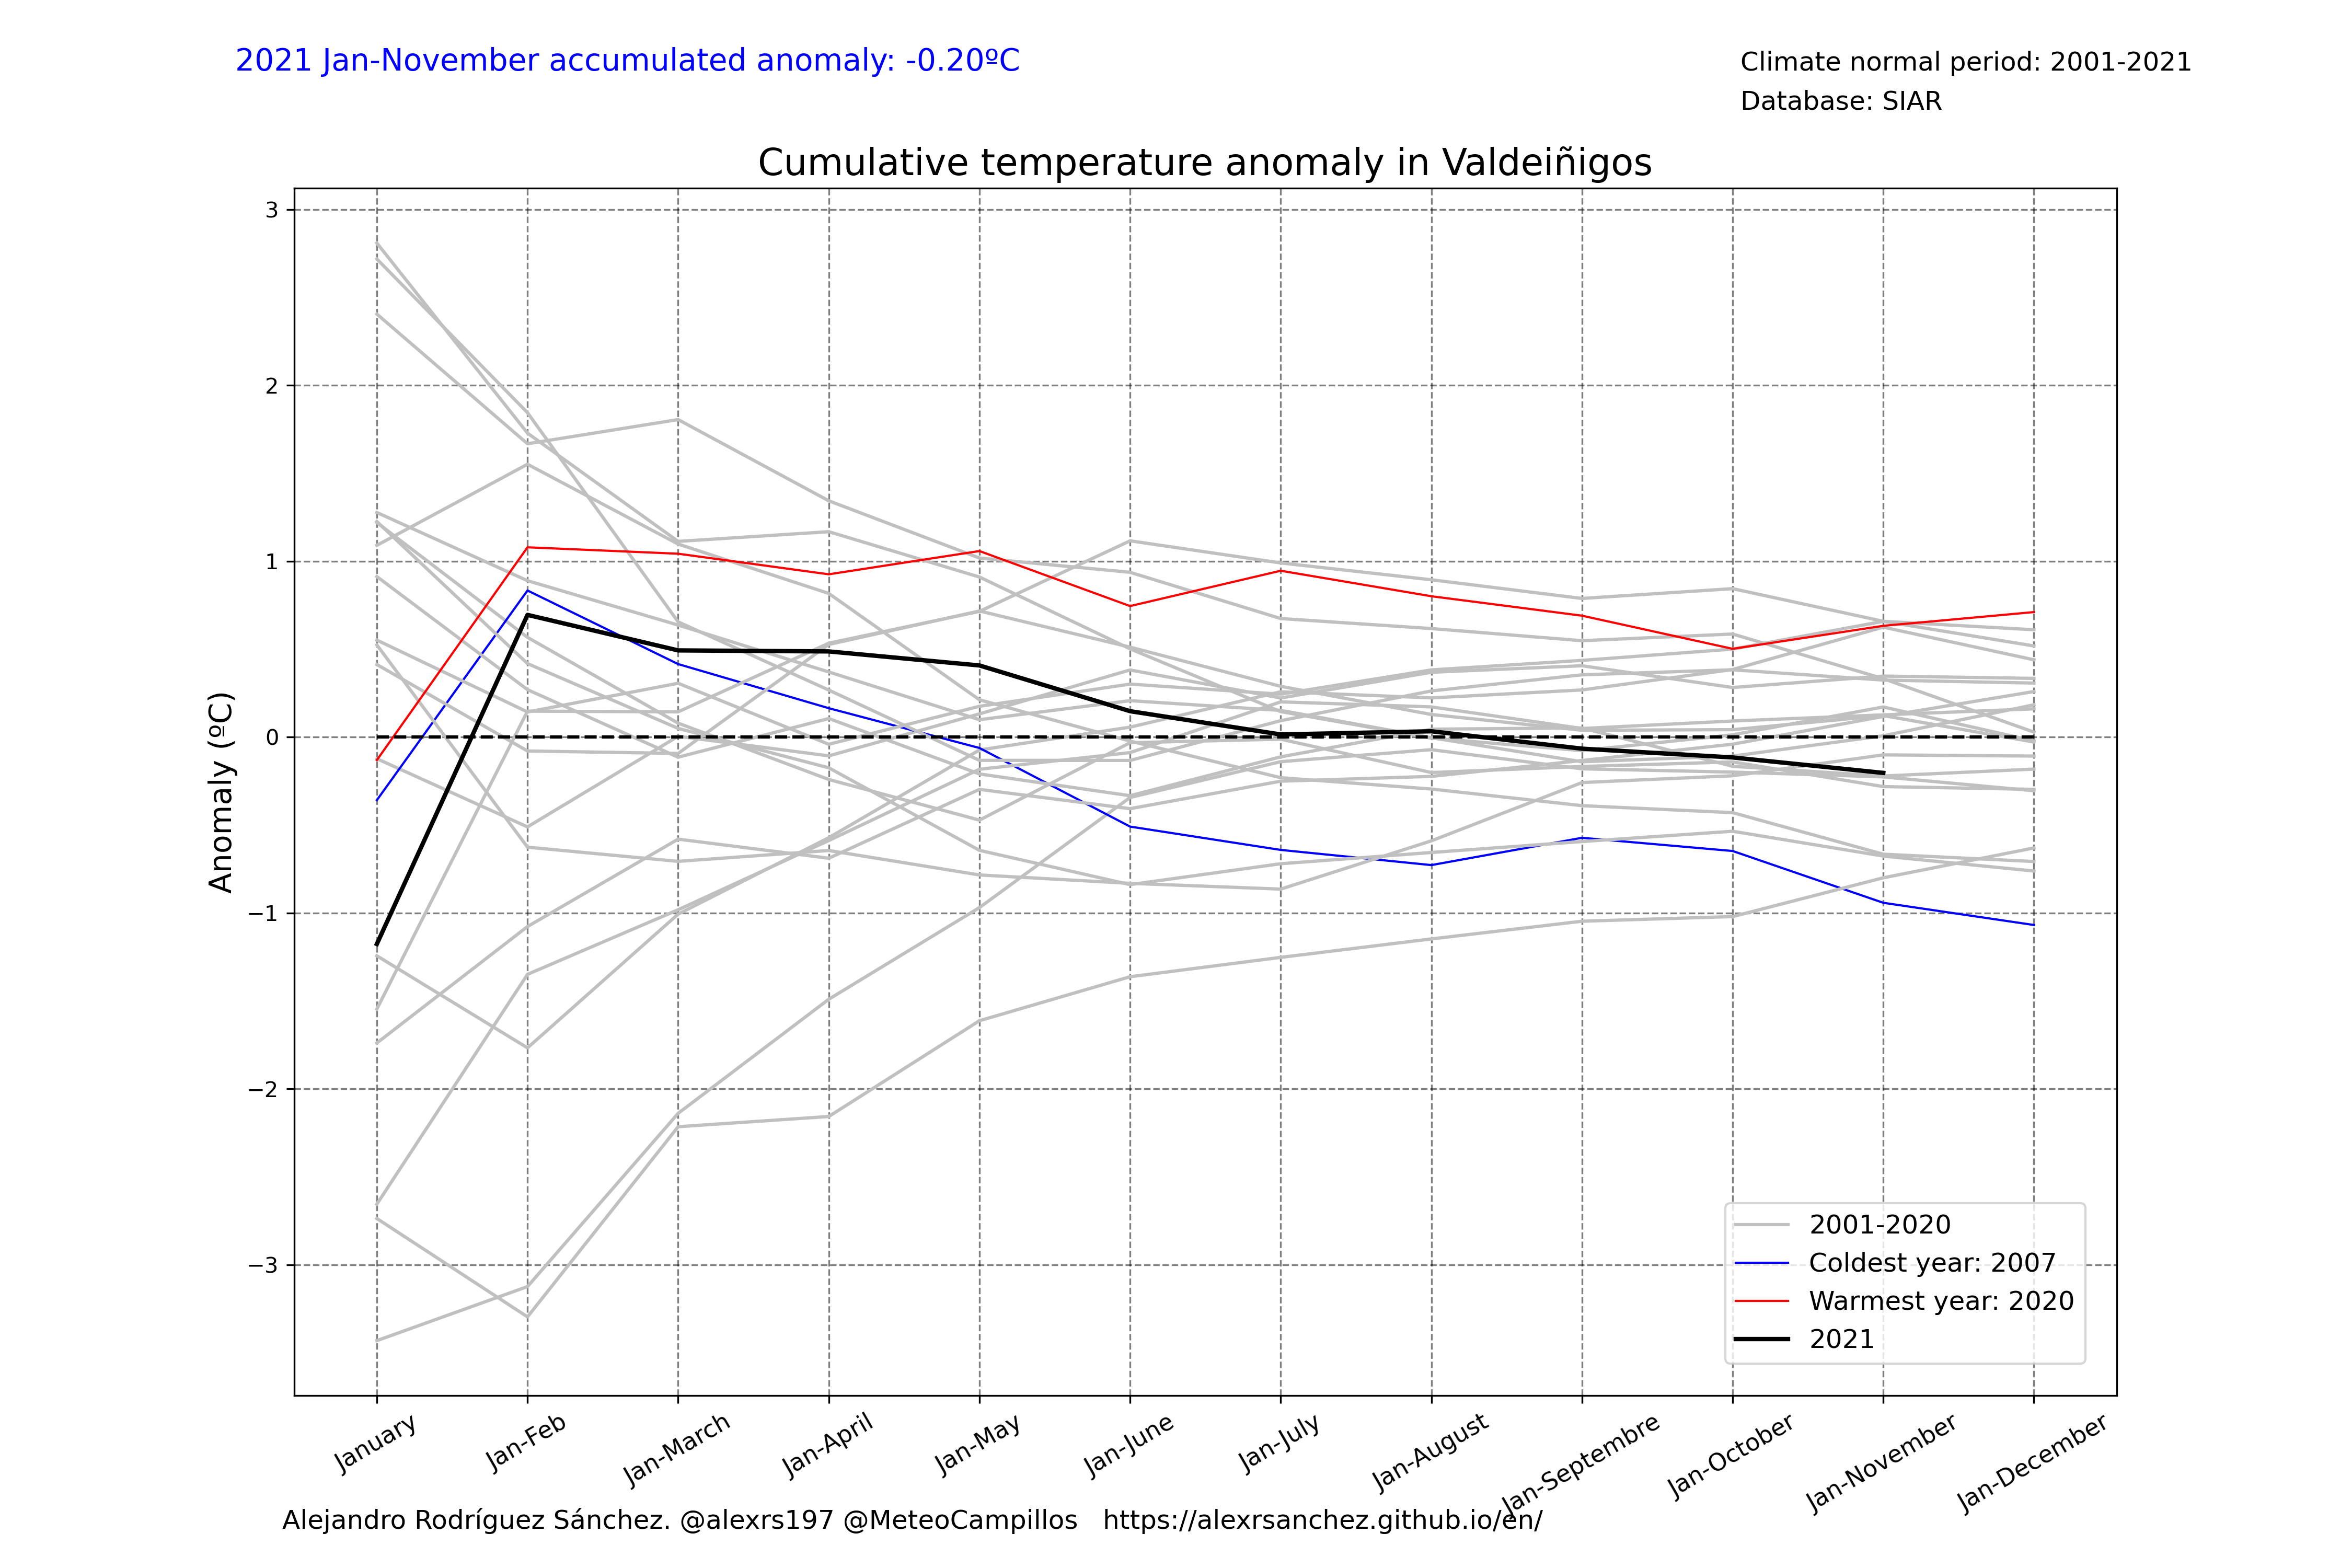 2021 Jan-November accumulated anomaly: -0.20ºC
Climate normal period: 2001-2021
Database: SIAR
Cumulative temperature anomaly in Valdeiñigos
Anomaly (ºC)
3
2
1
0
−1
−2
−3
2001-2020
Coldest year: 2007
Warmest year: 2020
2021
January
Jan-Feb
Jan-March
Jan-April
Jan-May
Jan-June
Jan-July
Jan-August
Jan-Septembre
Jan-October
Jan-November
Jan-December
Alejandro Rodríguez Sánchez. @alexrs197 @MeteoCampillos   https://alexrsanchez.github.io/en/